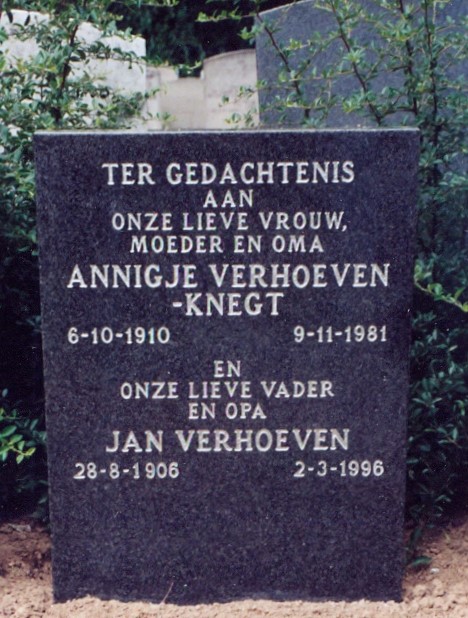 TER GEDACHTENIS
AAN
ONZE LIEVE VROUW,
MOEDER EN OMA
ANNIGJE VERHOEVEN
-KNEGT
6-10-1910 9-11-1981
EN
ONZE LIEVE VADER
EN OPA
JAN VERHOEVEN
28-8-1906 2-3-1996